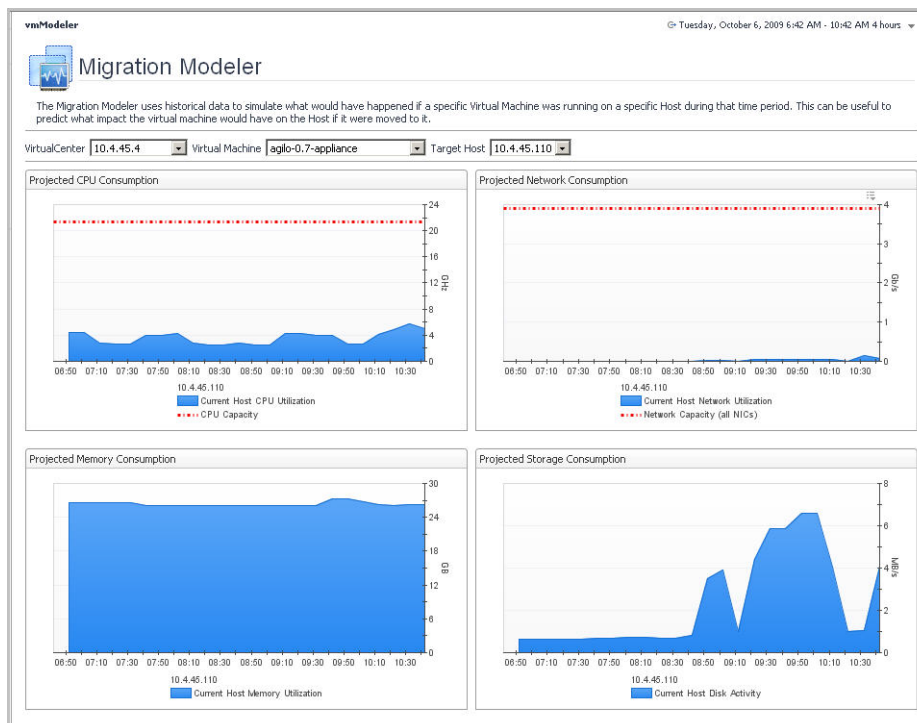 vmModeler
Tuesday, October 6, 2009 6:42 AM - 10:42 AM 4 hours
Migration Modeler
The Migration Modeler uses historical data to simulate what would have happened if a specific Virtual Machine was running on a specific Host during that time period. This can be useful to
predict what impact the virtual machine would have on the Host if it were moved to it.
VirtualCenter 10.4.45.4 Virtual Machine agilo-0.7-appliance Target Host 10.4.45.110
Projected CPU Consumption
24
20
16
12
8
4
0
GHz
06:50 07:10 07:30 07:50 08:10 08:30 08:50 09:10 09:30 09:50 10:10 10:30
10.4.45.110
Current Host CPU Utilization
CPU Capacity
Projected Network Consumption
4
3
2
1
0
Gb/s
06:50 07:10 07:30 07:50 08:10 08:30 08:50 09:10 09:30 09:50 10:10 10:30
10.4.45.110
Current Host Network Utilization
Network Capacity (all NICs)
Projected Memory Consumption
30
24
18
12
6
0
GB
06:50 07:10 07:30 07:50 08:10 08:30 08:50 09:10 09:30 09:50 10:10 10:30
10.4.45.110
Current Host Memory Utilization
Projected Storage Consumption
8
6
4
2
0
MB/s
06:50 07:10 07:30 07:50 08:10 08:30 08:50 09:10 09:30 09:50 10:10 10:30
10.4.45.110
Current Host Disk Activity